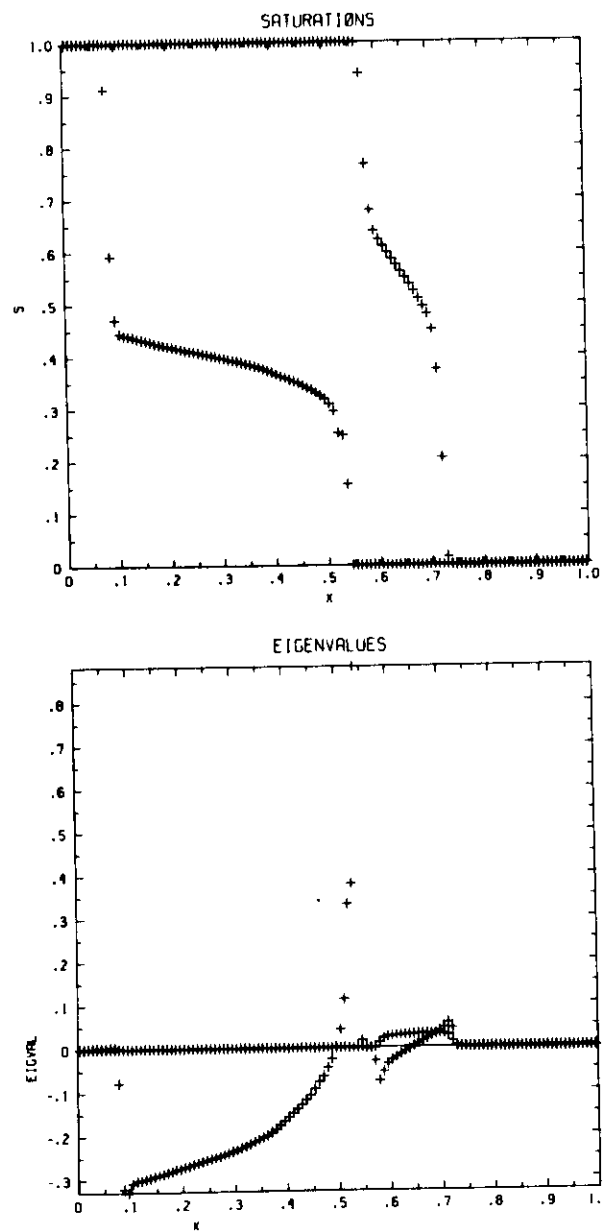 SATURATIØNS
1.0
.9
.8
.7
.6
.5
.4
.3
.2
.1
0
S
0 .1 .2 .3 .4 .5 .6 .7 .8 .9 1.0
X
EIGENVALUES
.8
.7
.6
.5
.4
.3
.2
.1
0
-.1
-.2
-.3
EIGVAL
0 .1 .2 .3 .4 .5 .6 .7 .8 .9 1.
X